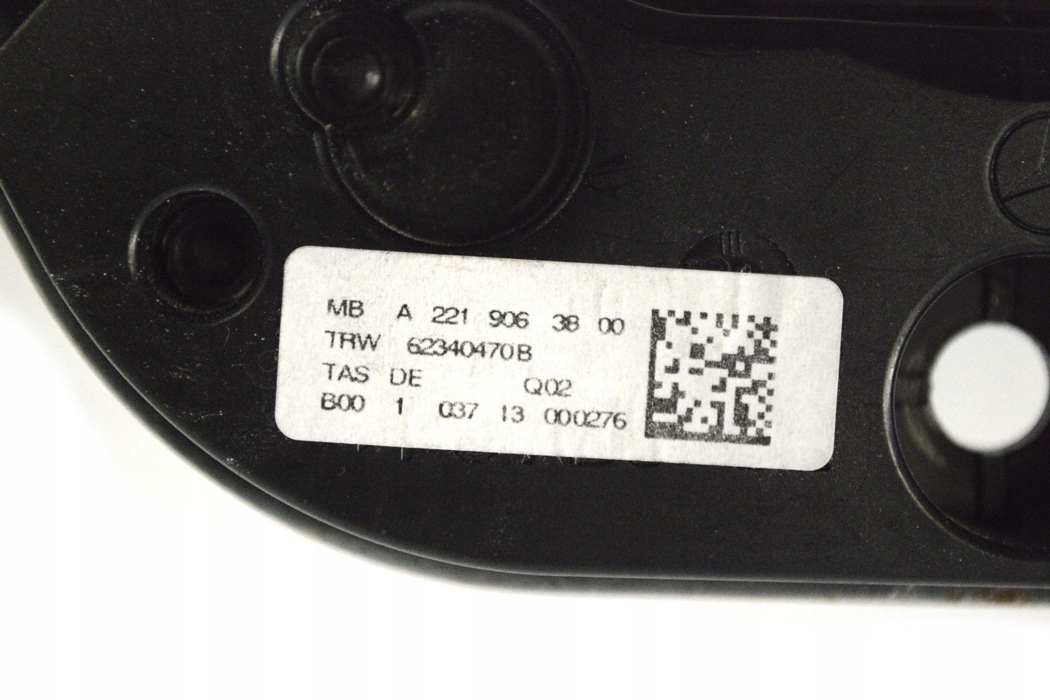 MB A 221 906 38 00
TRW 62340470B
TAS DE Q02
B00 1 037 13 000276